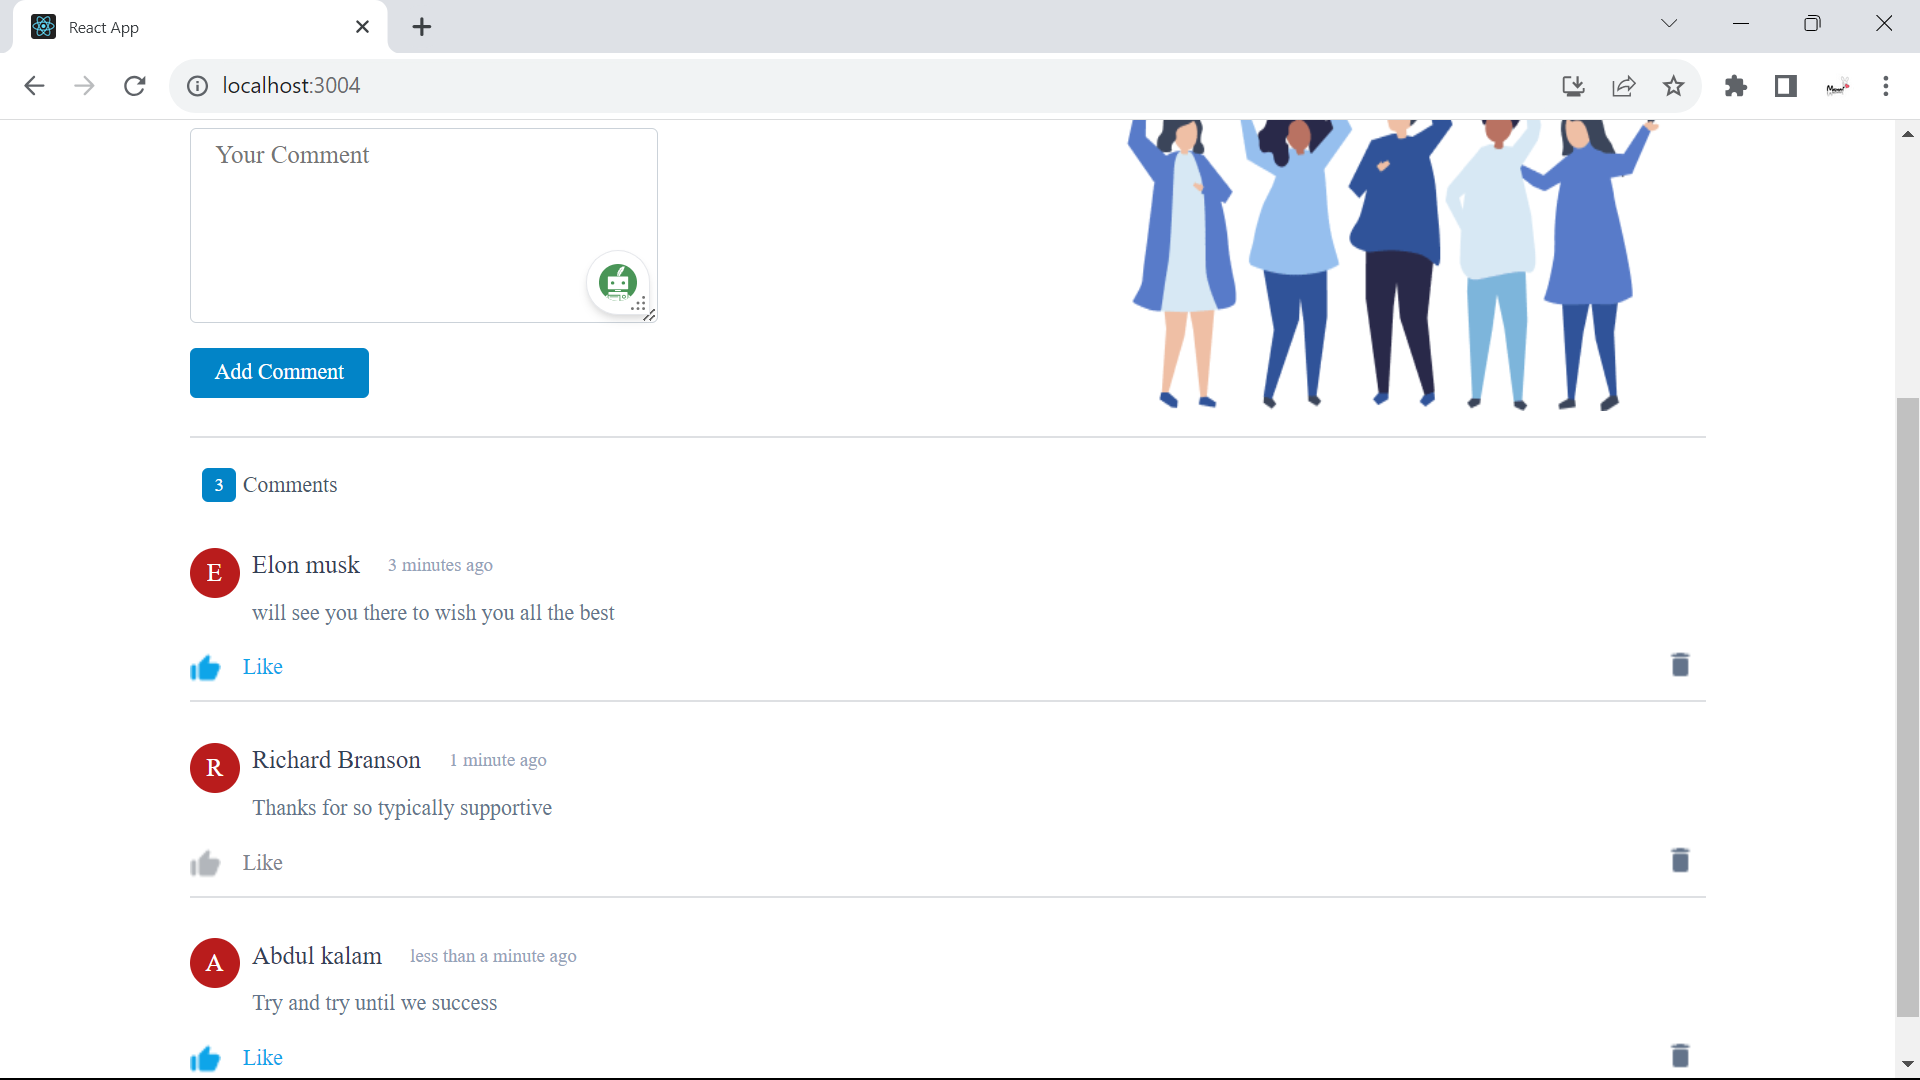 React App
localhost:3004
Your Comment
Add Comment
3 Comments
E Elon musk 3 minutes ago
will see you there to wish you all the best
Like
R Richard Branson 1 minute ago
Thanks for so typically supportive
Like
A Abdul kalam less than a minute ago
Try and try until we success
Like